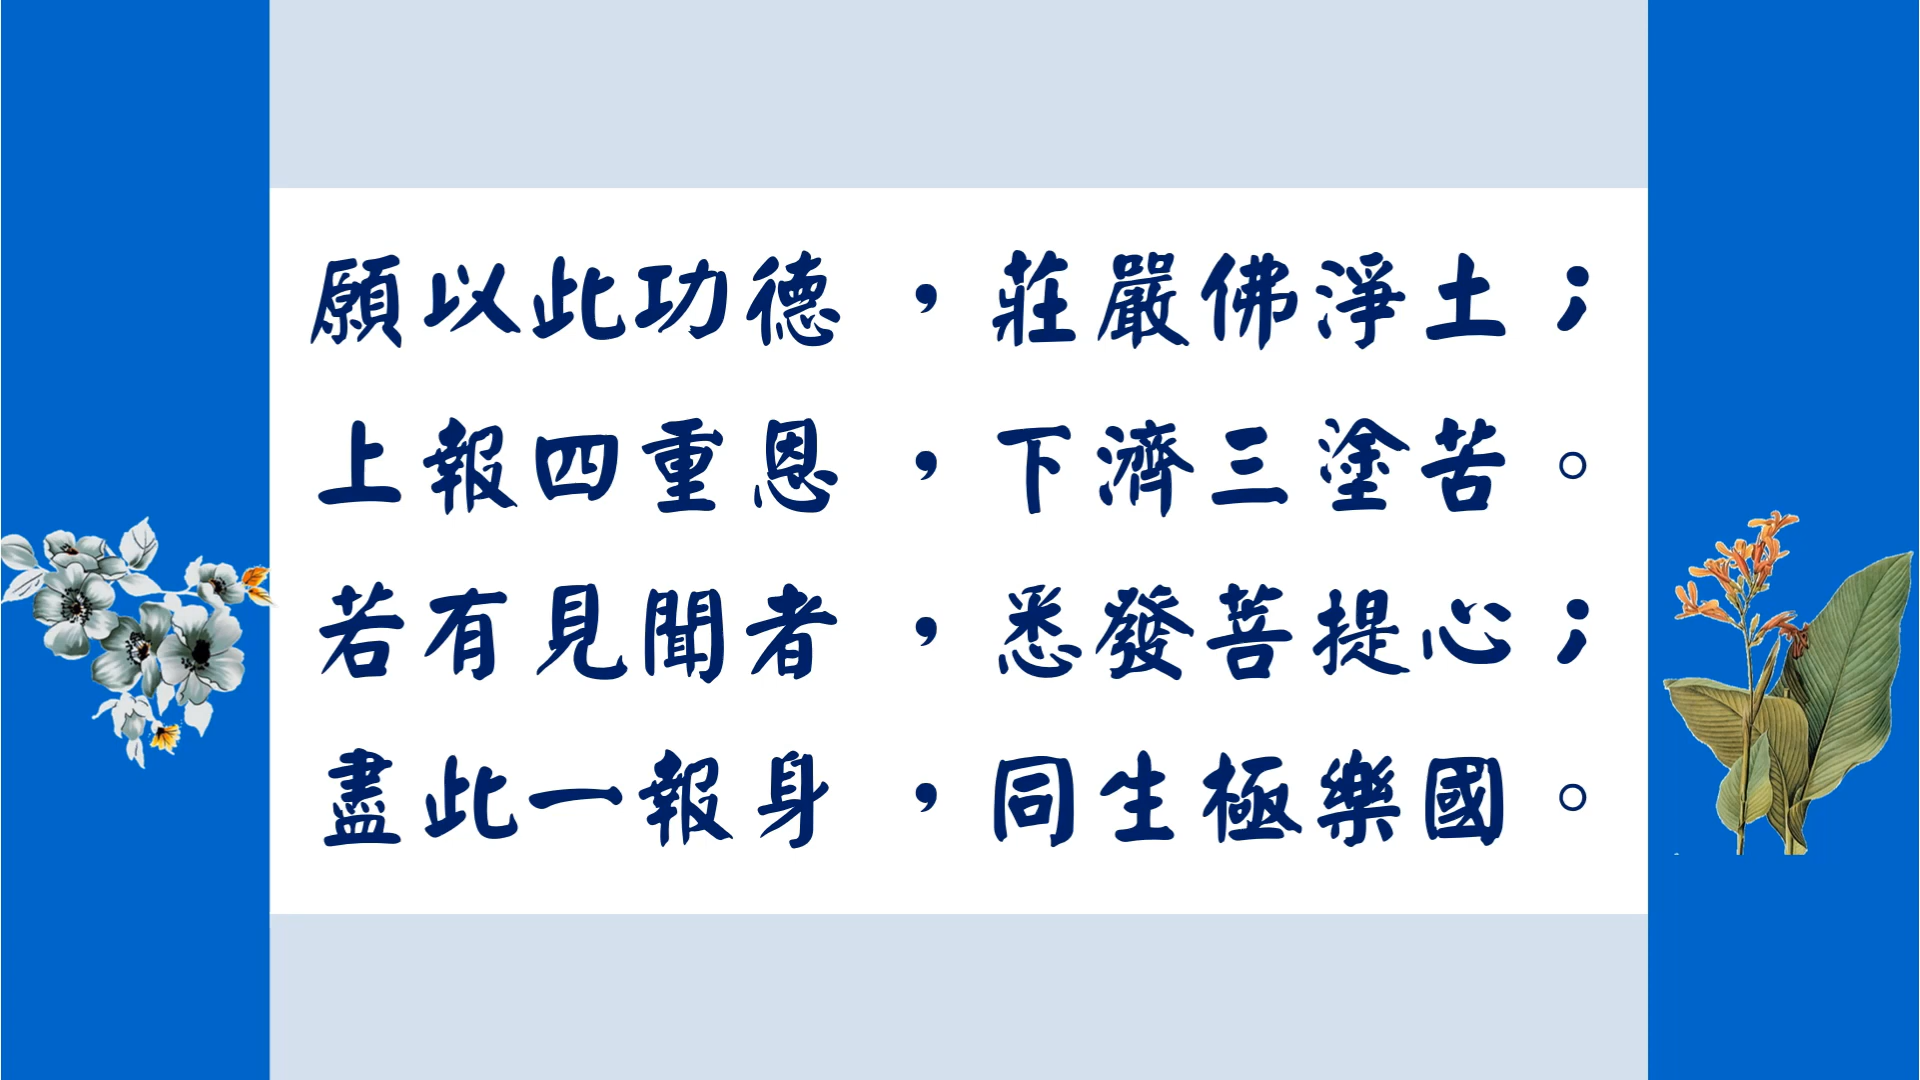 願以此功德，莊嚴佛淨土；
上報四重恩，下濟三塗苦。
若有見聞者，悉發菩提心；
盡此一報身，同生極樂國。